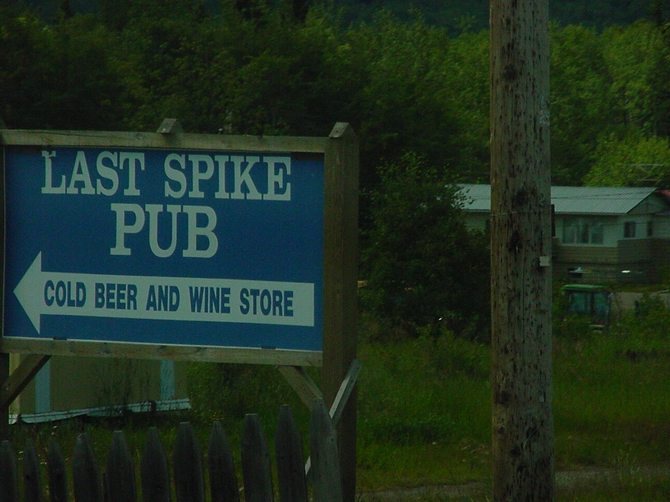 LAST SPIKE
PUB
COLD BEER AND WINE STORE